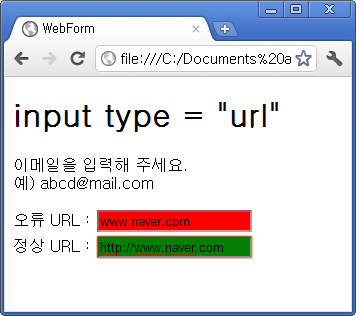 WebForm
file:///C:/Documents%20a
input type = "url"
이메일을 입력해 주세요.
예) abcd@mail.com
오류 URL : www.naver.com
정상 URL : http://www.naver.com